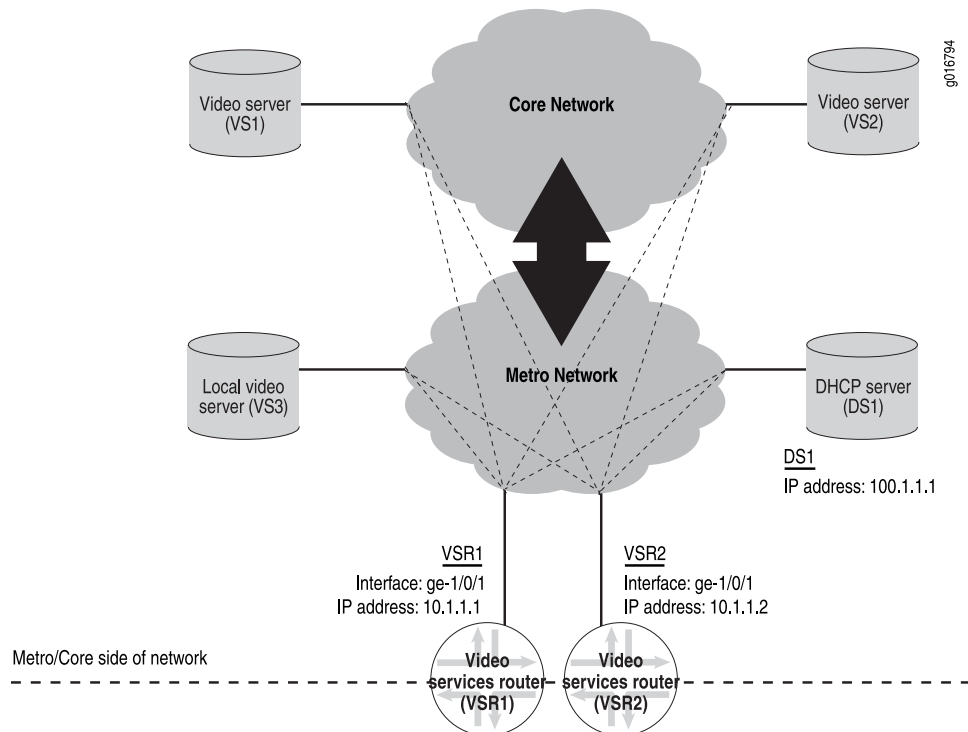 g016794
Video server
(VS1)
Core Network
Video server
(VS2)
Local video
server (VS3)
Metro Network
DHCP server
(DS1)
DS1
IP address: 100.1.1.1
VSR1
Interface: ge-1/0/1
IP address: 10.1.1.1
VSR2
Interface: ge-1/0/1
IP address: 10.1.1.2
Metro/Core side of network
Video
services router
(VSR1)
Video
services router
(VSR2)